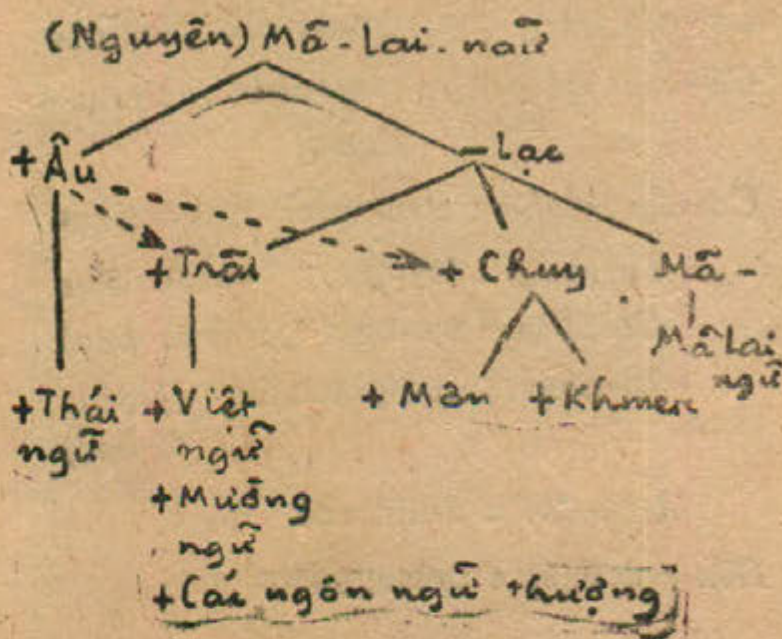 (Nguyên) Mã-Lai-ngữ
+Âu
-Lạc
+Trãi
+Chuy
Mã-
+Thái
ngữ
+Việt
ngữ
+Mường
ngữ
+Các ngôn ngữ thượng
+Môn
+Khmer
Mã Lai
ngữ